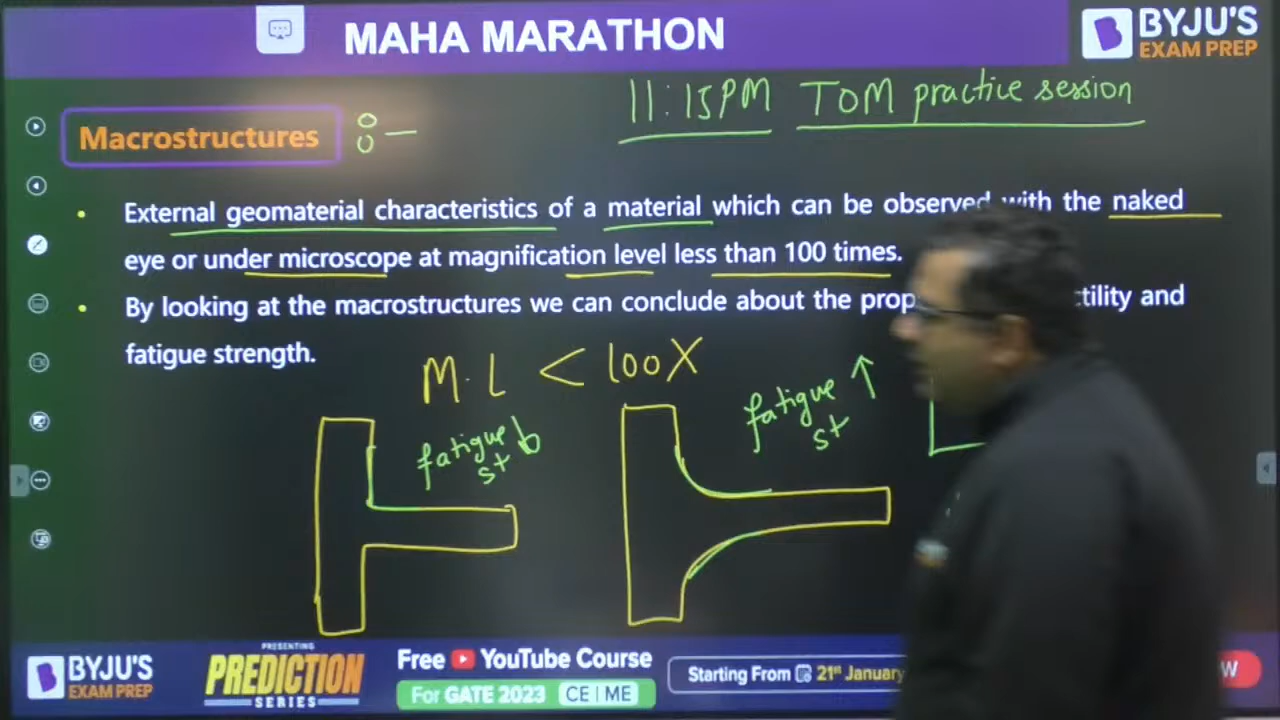 MAHA MARATHON
BYJU'S
EXAM PREP
11:15PM TOM practice session
Macrostructures :-
• External geomaterial characteristics of a material which can be observed with the naked
eye or under microscope at magnification level less than 100 times.
• By looking at the macrostructures we can conclude about the prop tility and
fatigue strength.
M.L < 100X
fatigue
st
fatigue ↑
st
BYJU'S
EXAM PREP
PRESENTING
PREDICTION
SERIES
Free YouTube Course
For GATE 2023 CE | ME
Starting From 21st January
W